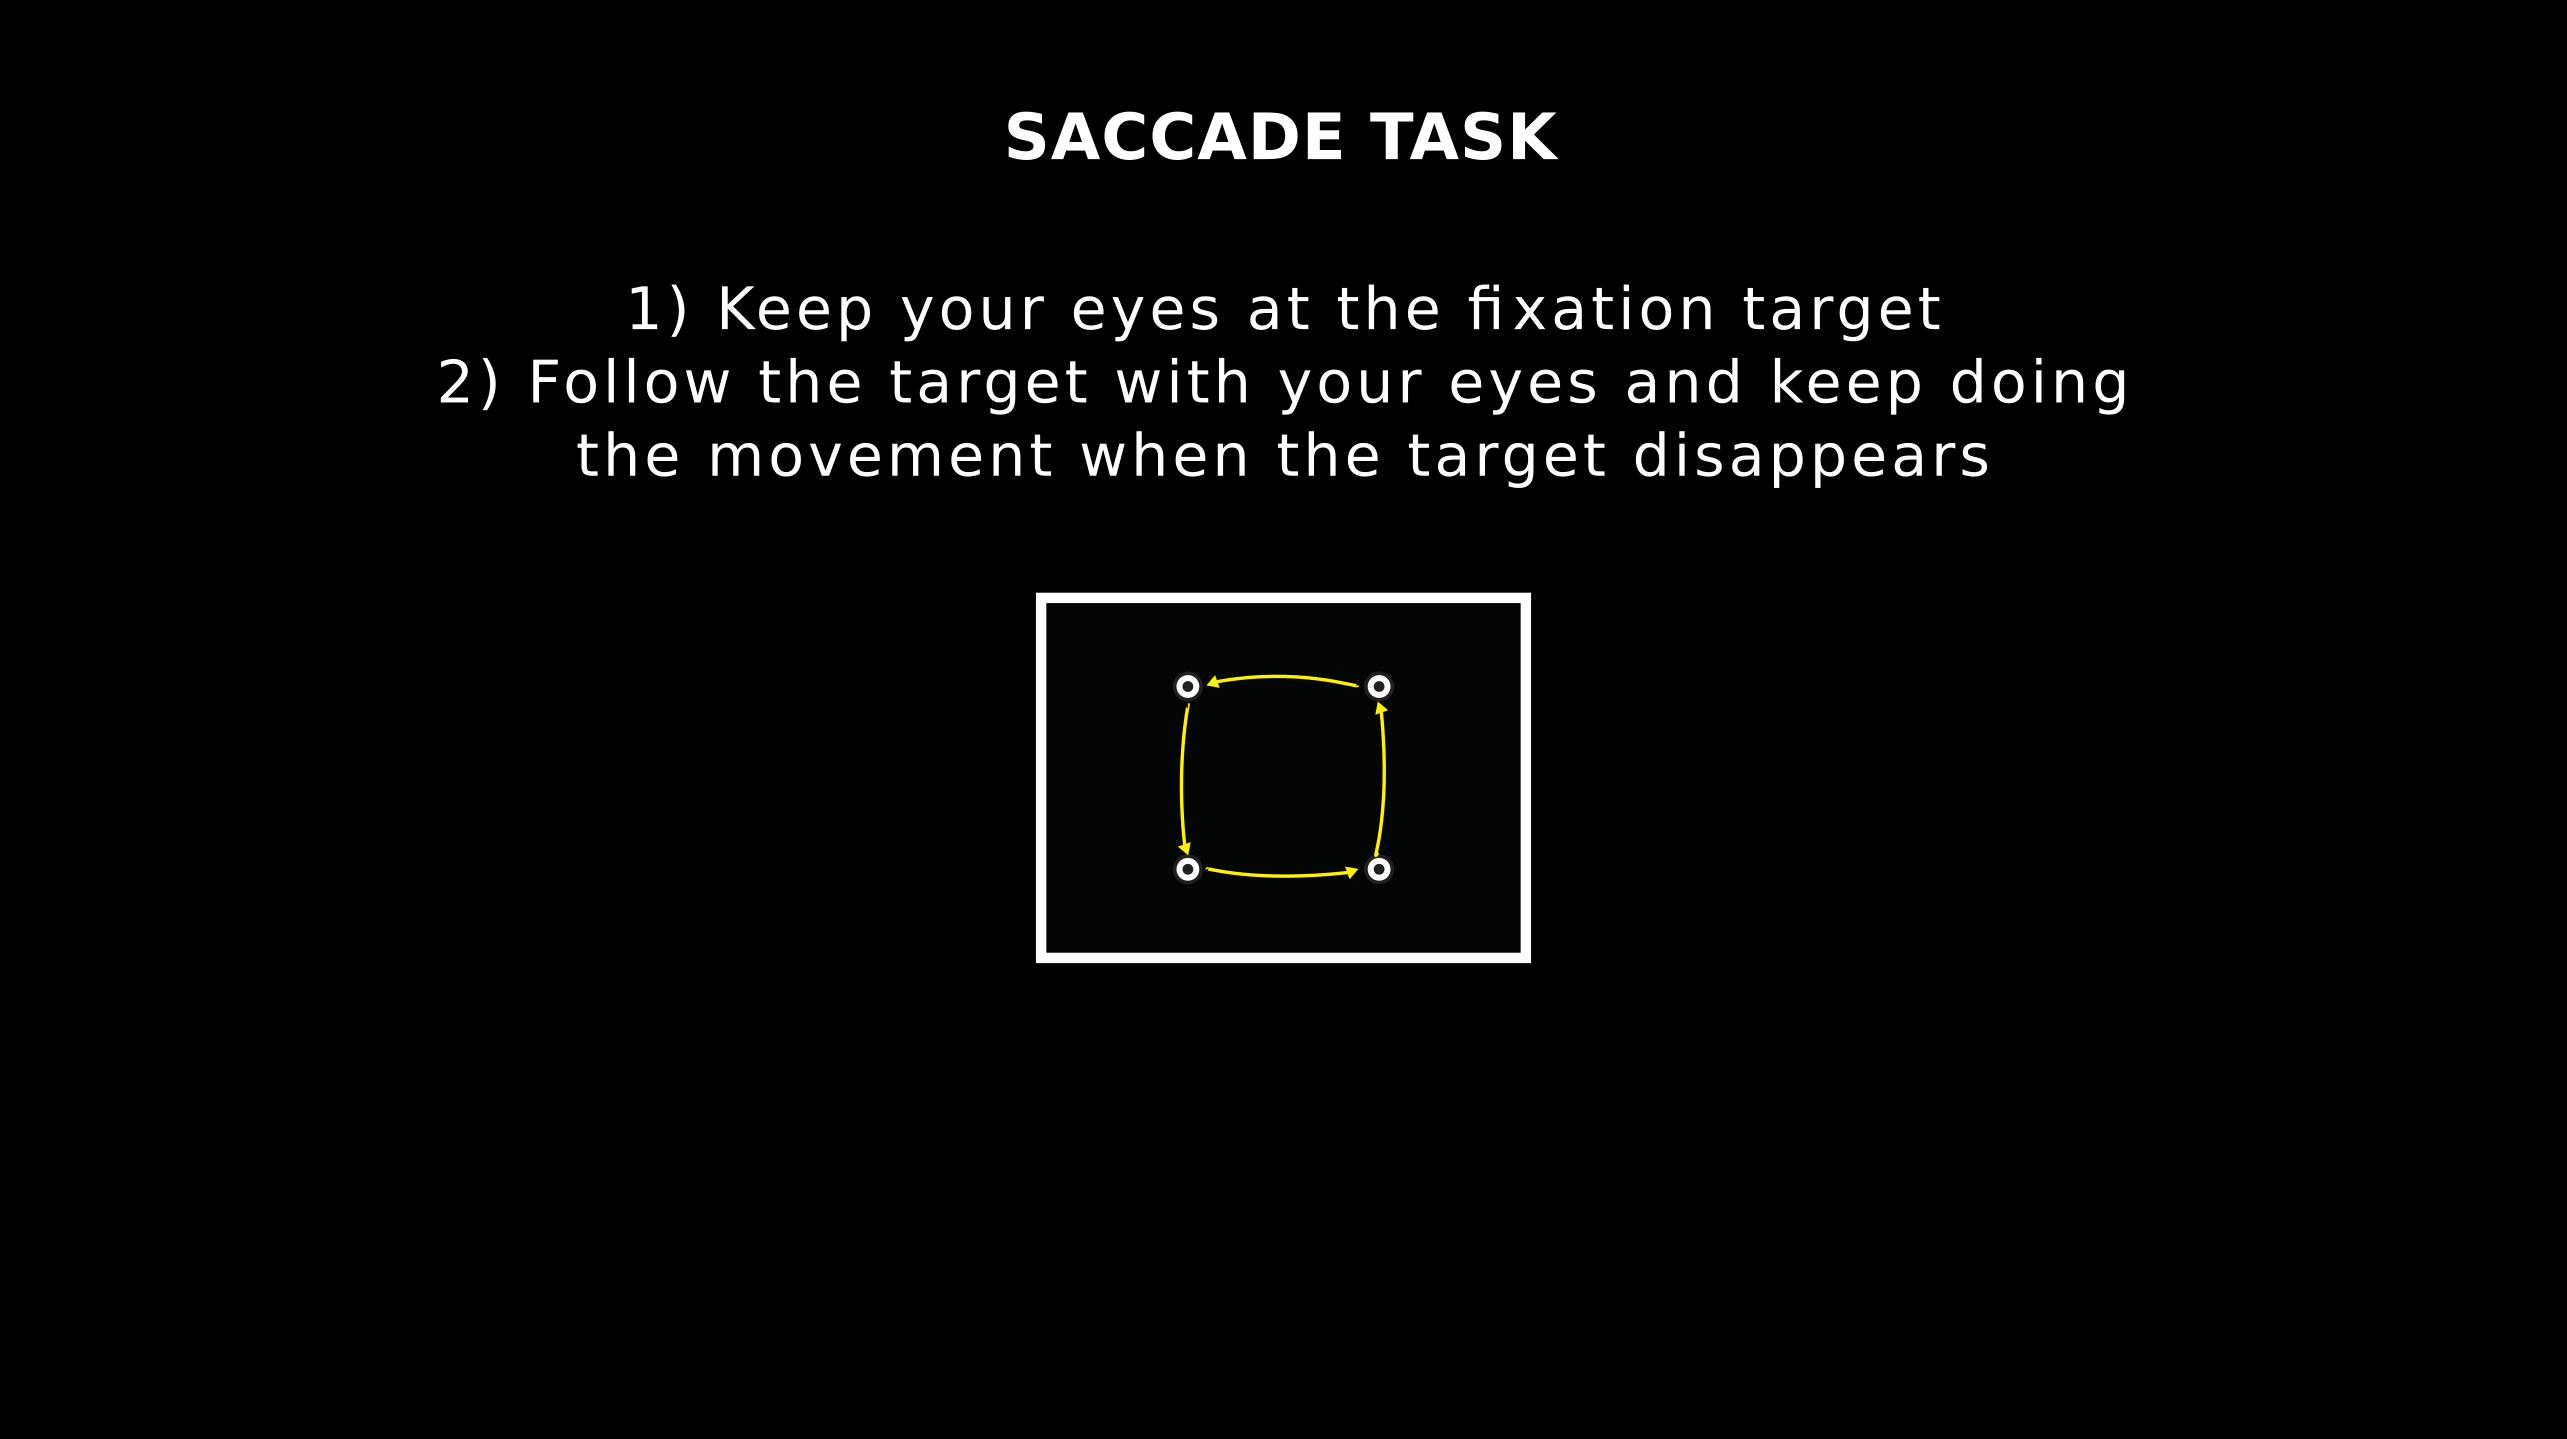 SACCADE TASK
1) Keep your eyes at the fixation target
2) Follow the target with your eyes and keep doing
the movement when the target disappears